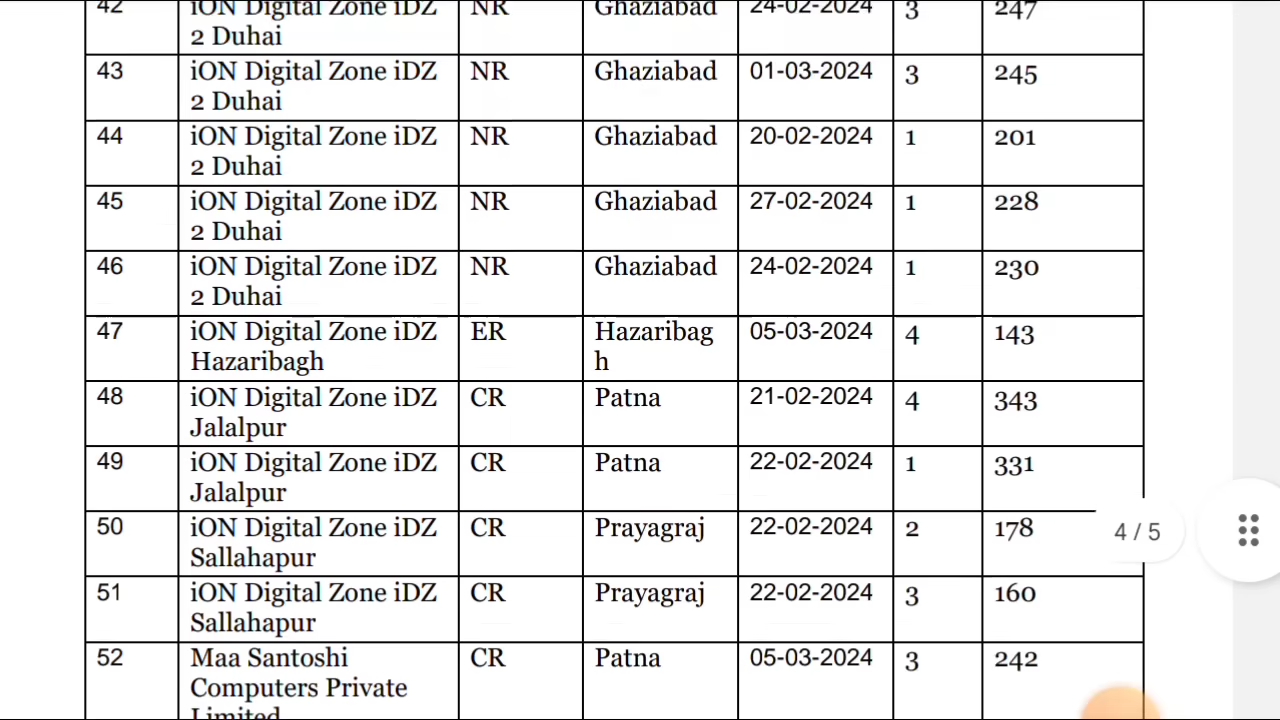 42 iON Digital Zone iDZ NR Ghaziabad 24-02-2024 3 247
2 Duhai
43 iON Digital Zone iDZ NR Ghaziabad 01-03-2024 3 245
2 Duhai
44 iON Digital Zone iDZ NR Ghaziabad 20-02-2024 1 201
2 Duhai
45 iON Digital Zone iDZ NR Ghaziabad 27-02-2024 1 228
2 Duhai
46 iON Digital Zone iDZ NR Ghaziabad 24-02-2024 1 230
2 Duhai
47 iON Digital Zone iDZ ER Hazaribag 05-03-2024 4 143
Hazaribagh h
48 iON Digital Zone iDZ CR Patna 21-02-2024 4 343
Jalalpur
49 iON Digital Zone iDZ CR Patna 22-02-2024 1 331
Jalalpur
50 iON Digital Zone iDZ CR Prayagraj 22-02-2024 2 178
4 / 5
Sallahapur
51 iON Digital Zone iDZ CR Prayagraj 22-02-2024 3 160
Sallahapur
52 Maa Santoshi CR Patna 05-03-2024 3 242
Computers Private
Limited